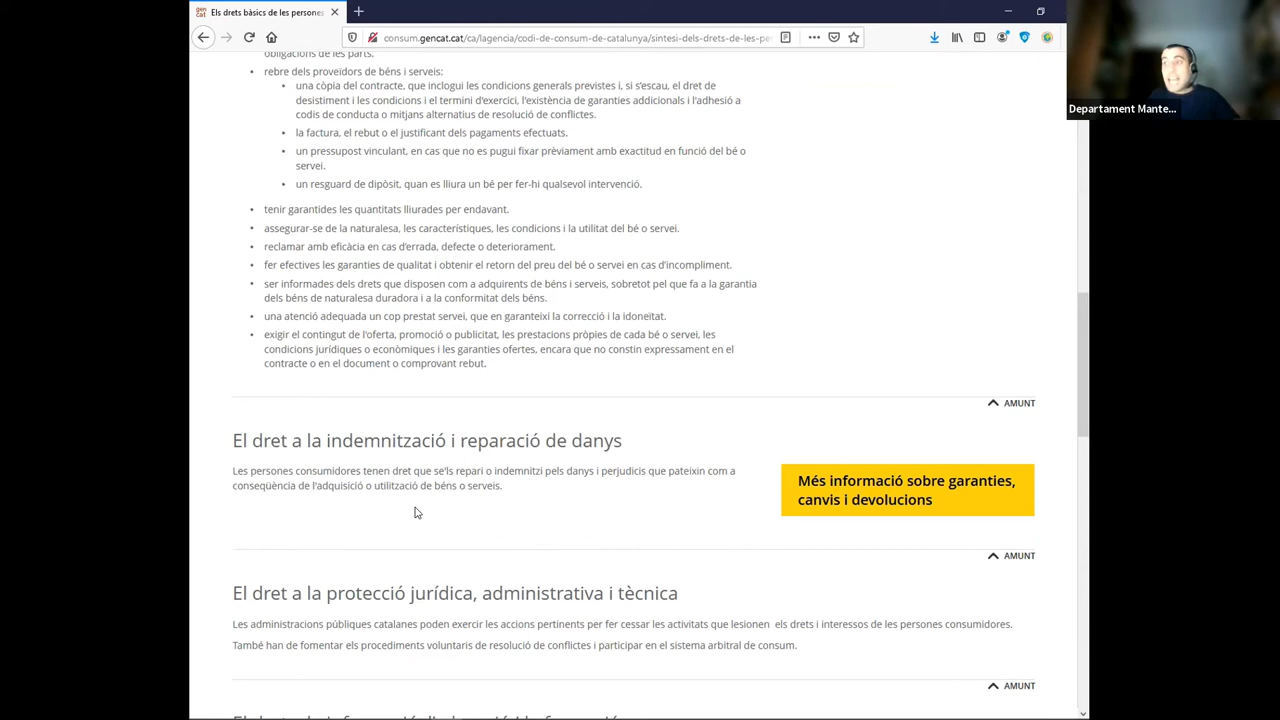 gen
cat
Els drets bàsics de les persones
consum.gencat.cat/ca/lagencia/codi-de-consum-de-catalunya/sintesi-dels-drets-de-les-pe
obligacions de les parts.
rebre dels proveïdors de béns i serveis:
una còpia del contracte, que inclogui les condicions generals previstes i, si s'escau, el dret de
desistiment i les condicions i el termini d'exercici, l'existència de garanties addicionals i l'adhesió a
codis de conducta o mitjans alternatius de resolució de conflictes.
la factura, el rebut o el justificant dels pagaments efectuats.
un pressupost vinculant, en cas que no es pugui fixar prèviament amb exactitud en funció del bé o
servei.
un resguard de dipòsit, quan es lliura un bé per fer-hi qualsevol intervenció.
tenir garantides les quantitats lliurades per endavant.
assegurar-se de la naturalesa, les característiques, les condicions i la utilitat del bé o servei.
reclamar amb eficàcia en cas d'errada, defecte o deteriorament.
fer efectives les garanties de qualitat i obtenir el retorn del preu del bé o servei en cas d'incompliment.
ser informades dels drets que disposen com a adquirents de béns i serveis, sobretot pel que fa a la garantia
dels béns de naturalesa duradora i a la conformitat dels béns.
una atenció adequada un cop prestat servei, que en garanteixi la correcció i la idoneïtat.
exigir el contingut de l'oferta, promoció o publicitat, les prestacions pròpies de cada bé o servei, les
condicions jurídiques o econòmiques i les garanties ofertes, encara que no constin expressament en el
contracte o en el document o comprovant rebut.
AMUNT
El dret a la indemnització i reparació de danys
Les persones consumidores tenen dret que se'ls repari o indemnitzi pels danys i perjudicis que pateixin com a
conseqüència de l'adquisició o utilització de béns o serveis.
Més informació sobre garanties,
canvis i devolucions
AMUNT
El dret a la protecció jurídica, administrativa i tècnica
Les administracions públiques catalanes poden exercir les accions pertinents per fer cessar les activitats que lesionen els drets i interessos de les persones consumidores.
També han de fomentar els procediments voluntaris de resolució de conflictes i participar en el sistema arbitral de consum.
AMUNT
Departament Mante...